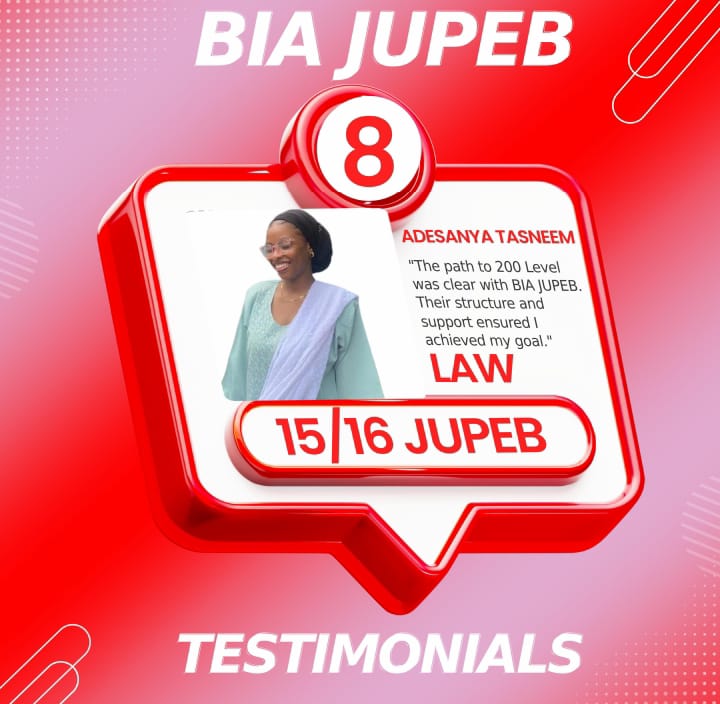 BIA JUPEB
8
ADESANYA TASNEEM
"The path to 200 Level
was clear with BIA JUPEB.
Their structure and
support ensured I
achieved my goal."
LAW
15/16 JUPEB
TESTIMONIALS